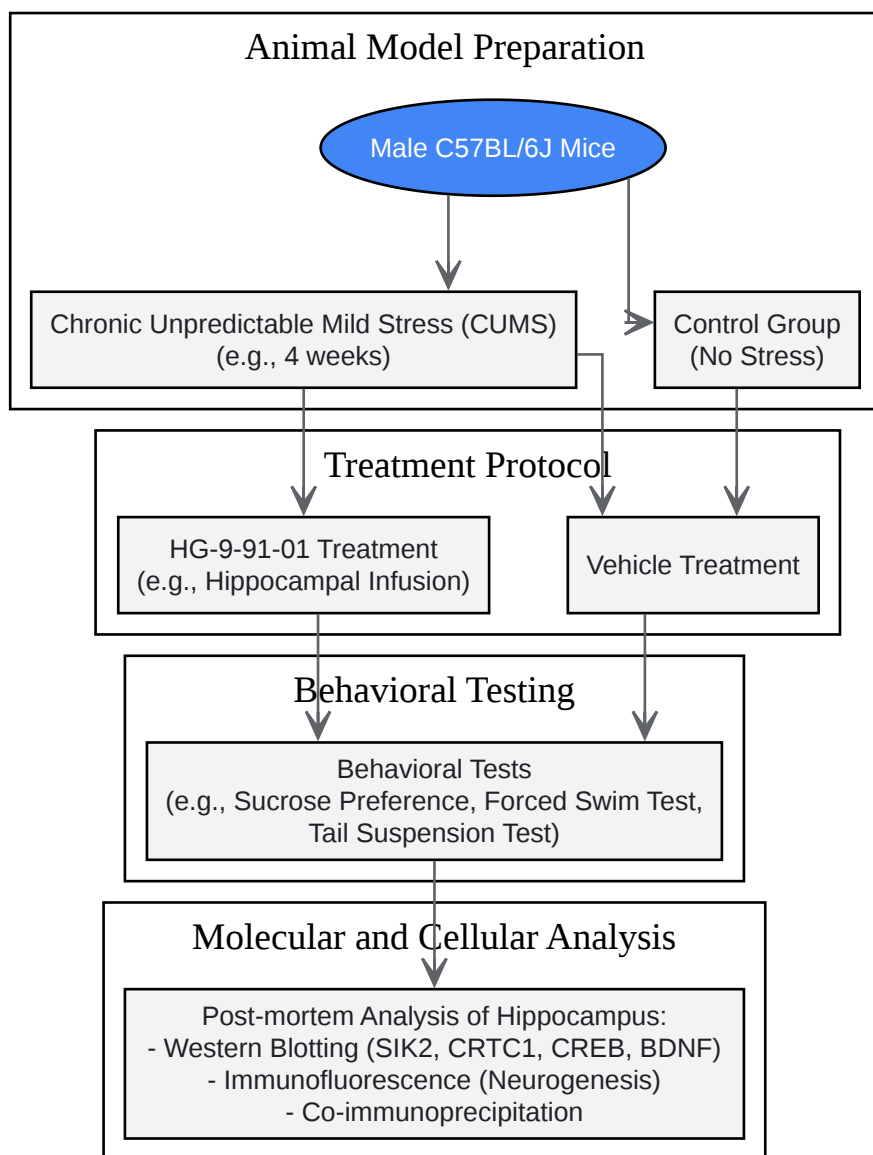 Animal Model Preparation
Male C57BL/6J Mice
Chronic Unpredictable Mild Stress (CUMS)
(e.g., 4 weeks)
Control Group
(No Stress)
Treatment Protocol
HG-9-91-01 Treatment
(e.g., Hippocampal Infusion)
Vehicle Treatment
Behavioral Testing
Behavioral Tests
(e.g., Sucrose Preference, Forced Swim Test,
Tail Suspension Test)
Molecular and Cellular Analysis
Post-mortem Analysis of Hippocampus:
- Western Blotting (SIK2, CRTC1, CREB, BDNF)
- Immunofluorescence (Neurogenesis)
- Co-immunoprecipitation